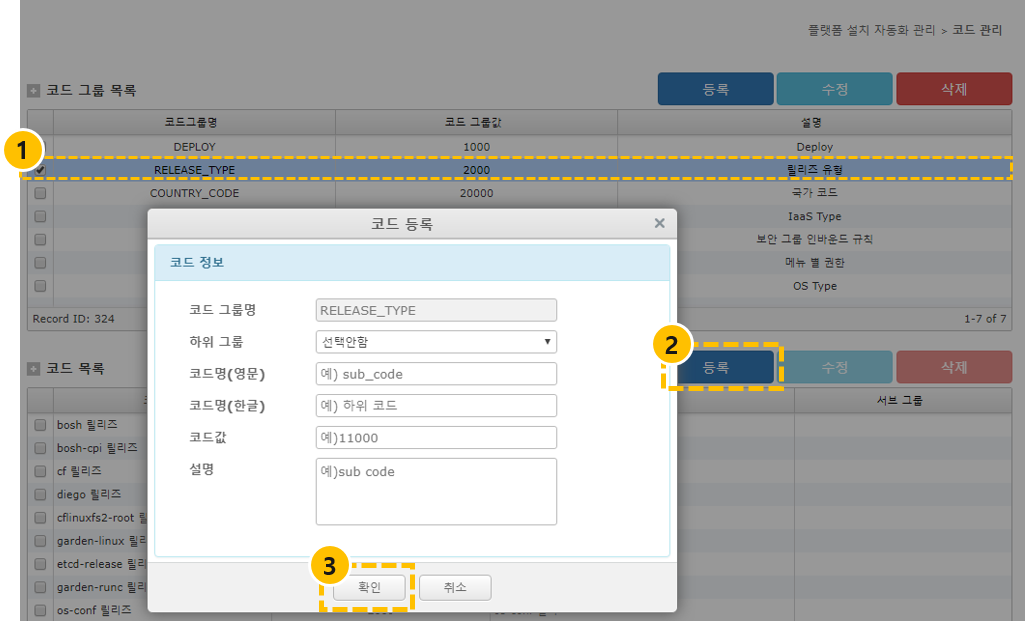 플랫폼 설치 자동화 관리 > 코드 관리
코드 그룹 목록
등록
수정
삭제
코드그룹명
코드 그룹값
설명
DEPLOY
1000
Deploy
1
RELEASE_TYPE
2000
릴리즈 유형
COUNTRY_CODE
20000
국가 코드
IaaS Type
보안 그룹 인바운드 규칙
메뉴 별 권한
OS Type
Record ID: 324
1-7 of 7
코드 등록
×
코드 정보
코드 그룹명
RELEASE_TYPE
하위 그룹
선택안함
코드명(영문)
예) sub_code
코드명(한글)
예) 하위 코드
코드값
예)11000
설명
예)sub code
3
확인
취소
코드 목록
2
등록
수정
삭제
서브 그룹
bosh 릴리즈
bosh-cpi 릴리즈
cf 릴리즈
diego 릴리즈
cflinuxfs2-root
garden-linux 릴리
etcd-release 릴리
garden-runc 릴리
os-conf 릴리즈